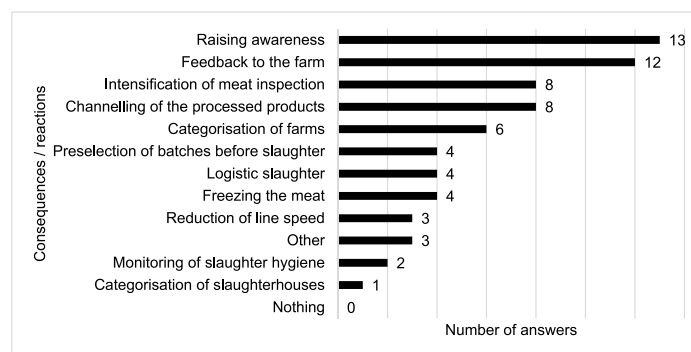 Consequences / reactions
Raising awareness 13
Feedback to the farm 12
Intensification of meat inspection 8
Channelling of the processed products 8
Categorisation of farms 6
Preselection of batches before slaughter 4
Logistic slaughter 4
Freezing the meat 4
Reduction of line speed 3
Other 3
Monitoring of slaughter hygiene 2
Categorisation of slaughterhouses 1
Nothing 0
Number of answers